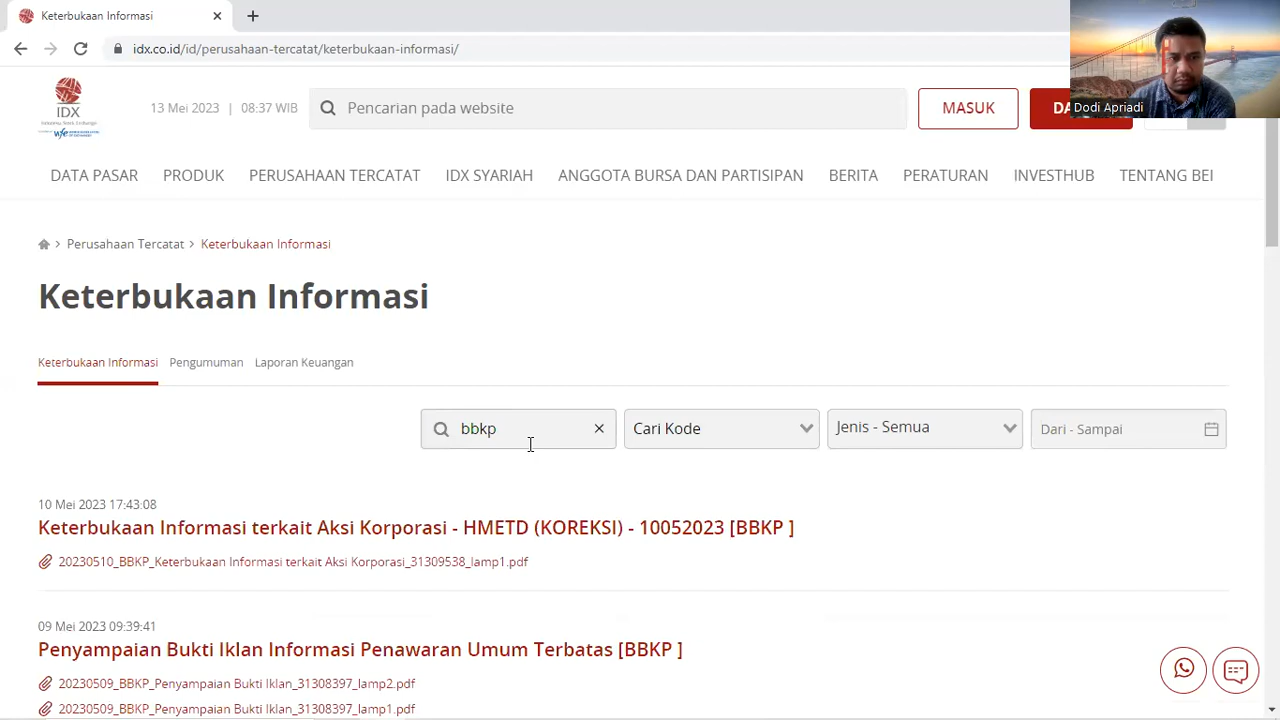 Keterbukaan Informasi
idx.co.id/id/perusahaan-tercatat/keterbukaan-informasi/
Dodi Apriadi
IDX
13 Mei 2023 | 08:37 WIB
Pencarian pada website
MASUK
DATA PASAR PRODUK PERUSAHAAN TERCATAT IDX SYARIAH ANGGOTA BURSA DAN PARTISIPAN BERITA PERATURAN INVESTHUB TENTANG BEI
Perusahaan Tercatat > Keterbukaan Informasi
Keterbukaan Informasi
Keterbukaan Informasi Pengumuman Laporan Keuangan
bbkp Cari Kode Jenis - Semua Dari - Sampai
10 Mei 2023 17:43:08
Keterbukaan Informasi terkait Aksi Korporasi - HMETD (KOREKSI) - 10052023 [BBKP ]
20230510_BBKP_Keterbukaan Informasi terkait Aksi Korporasi_31309538_lamp1.pdf
09 Mei 2023 09:39:41
Penyampaian Bukti Iklan Informasi Penawaran Umum Terbatas [BBKP ]
20230509_BBKP_Penyampaian Bukti Iklan_31308397_lamp2.pdf
20230509_BBKP_Penyampaian Bukti Iklan_31308397_lamp1.pdf